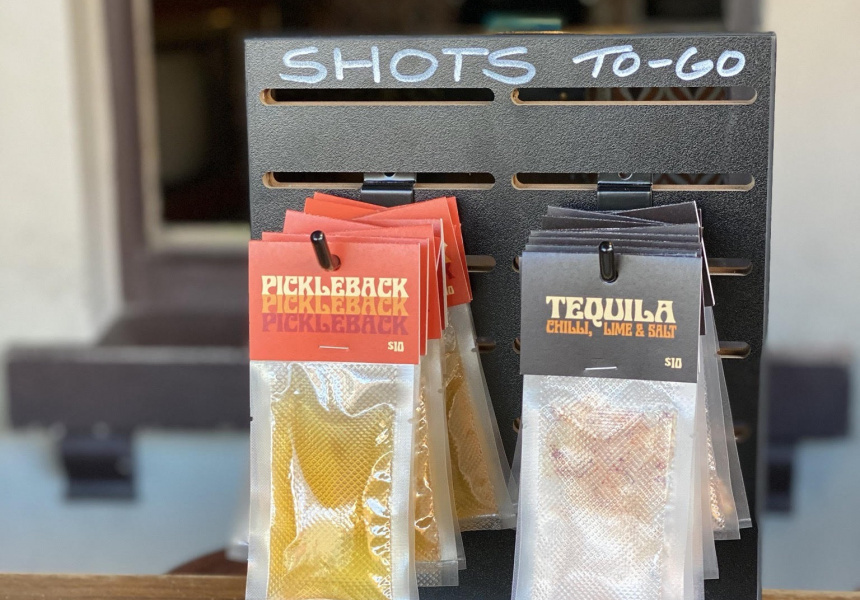 SHOTS TO-GO
PICKLEBACK
PICKLEBACK
PICKLEBACK
$10
TEQUILA
CHILLI, LIME & SALT
$10